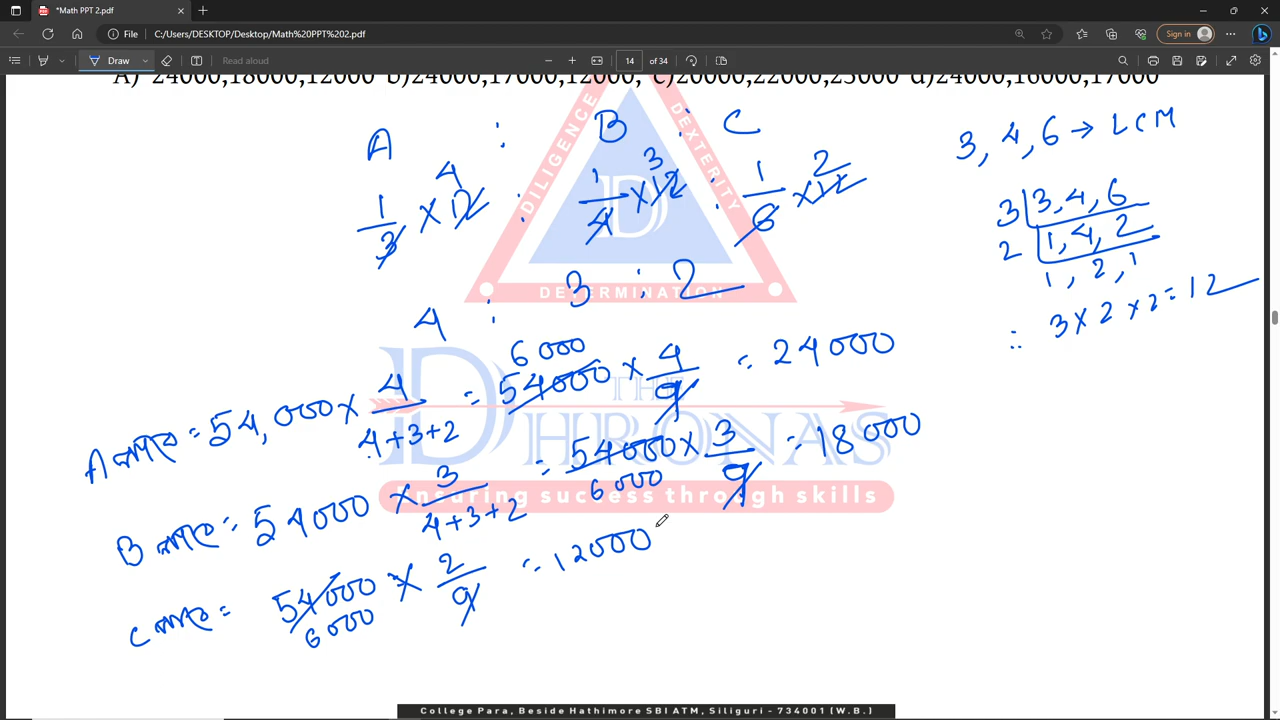 *Math PPT 2.pdf
File C:/Users/DESKTOP/Desktop/Math%20PPT%202.pdf
Sign in
Draw Read aloud 14 of 34
A) 24000,18000,12000 b)24000,17000,12000, c)20000,22000,23000 d)24000,16000,17000
A : B : C
1/3 × 12 4 : 1/4 × 12 3 : 1/6 × 12 2
4 : 3 : 2
3, 4, 6 → LCM
3 | 3, 4, 6
2 | 1, 4, 2
1, 2, 1
∴ 3 × 2 × 2 = 12
A = 54,000 × 4/4+3+2 = 54000 6000 × 4/9 = 24000
B = 54000 × 3/4+3+2 = 54000 6000 × 3/9 = 18000
C = 54000 6000 × 2/9 = 12000
DILIGENCE
DEXTERITY
DETERMINATION
D
THE
DHRONAS
Ensuring success through skills
College Para, Beside Hathimore SBI ATM, Siliguri - 734001 (W.B.)